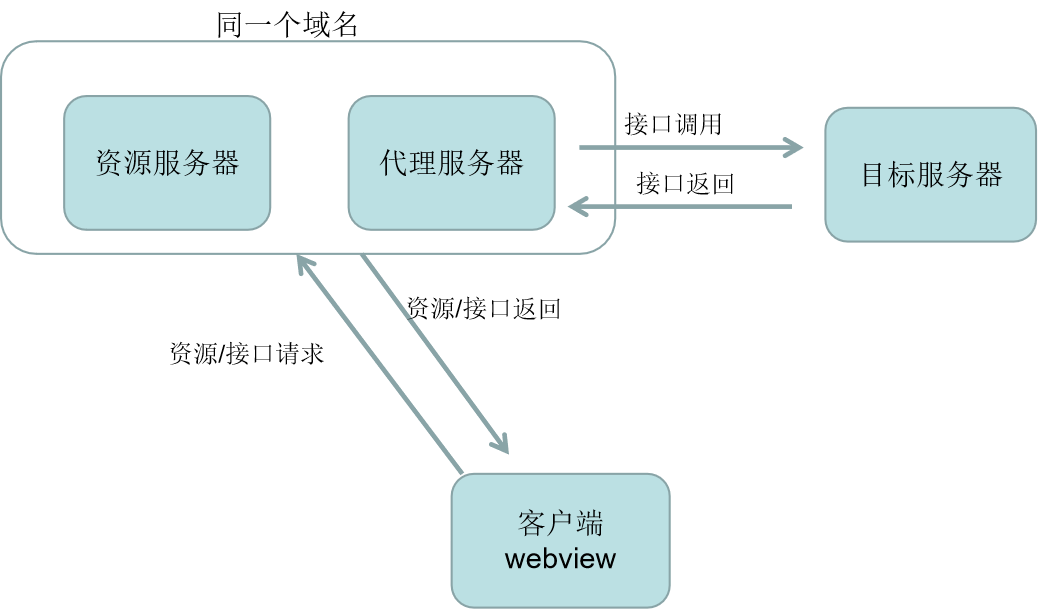 同一个域名
资源服务器
代理服务器
接口调用
接口返回
目标服务器
资源/接口返回
资源/接口请求
客户端
webview